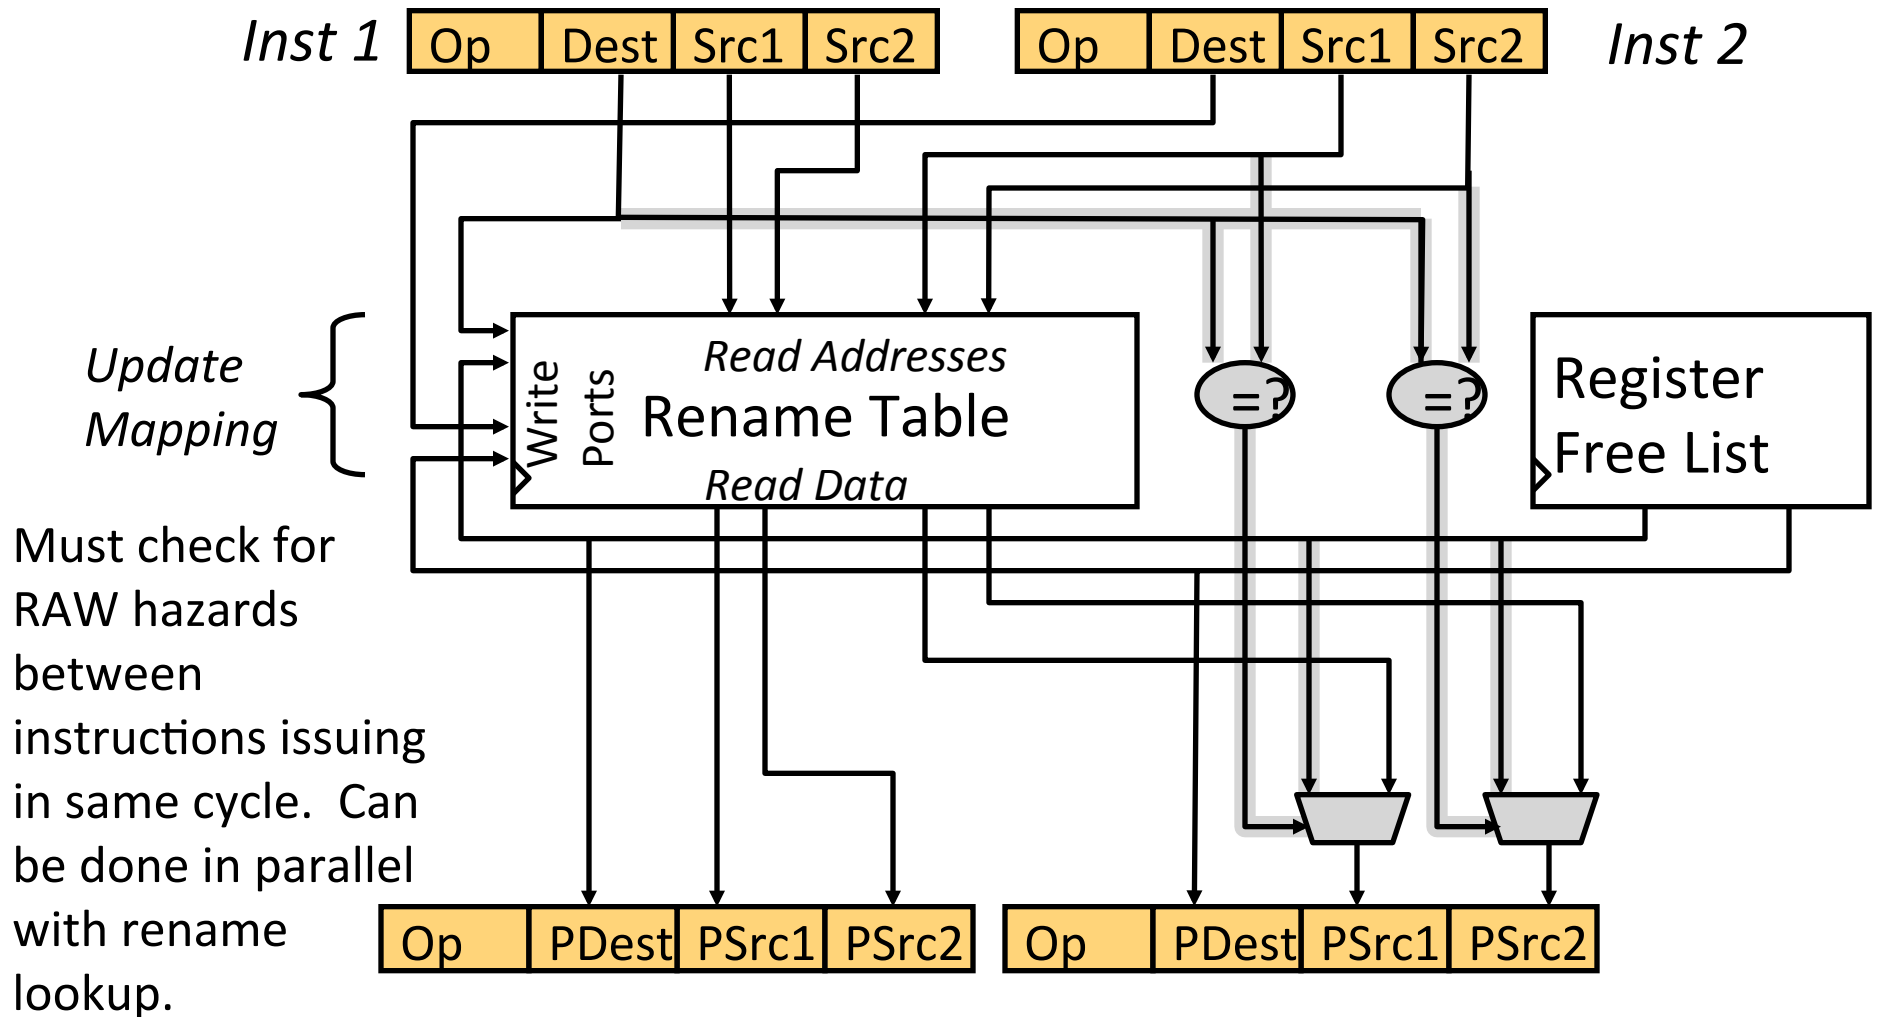 Inst 1
Op Dest Src1 Src2
Op Dest Src1 Src2
Inst 2
Update
Mapping
Write
Ports
Read Addresses
Rename Table
Read Data
=?
=?
Register
Free List
Must check for
RAW hazards
between
instructions issuing
in same cycle.  Can
be done in parallel
with rename
lookup.
Op PDest PSrc1 PSrc2
Op PDest PSrc1 PSrc2